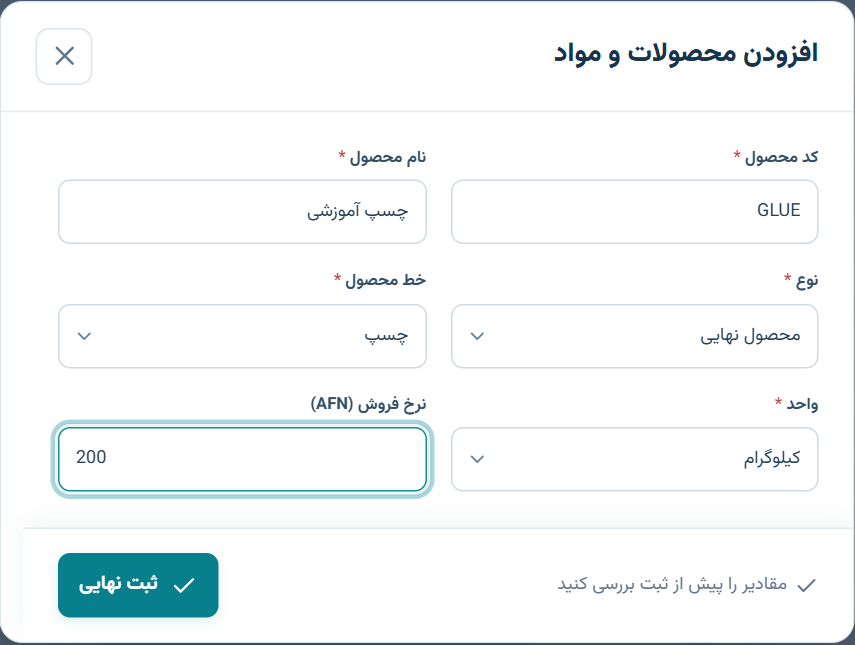 افزودن محصولات و مواد
کد محصول *
نام محصول *
GLUE
چسپ آموزشی
نوع *
خط محصول *
محصول نهایی
چسپ
واحد *
نرخ فروش (AFN)
کیلوگرام
200
مقادیر را پیش از ثبت بررسی کنید
ثبت نهایی